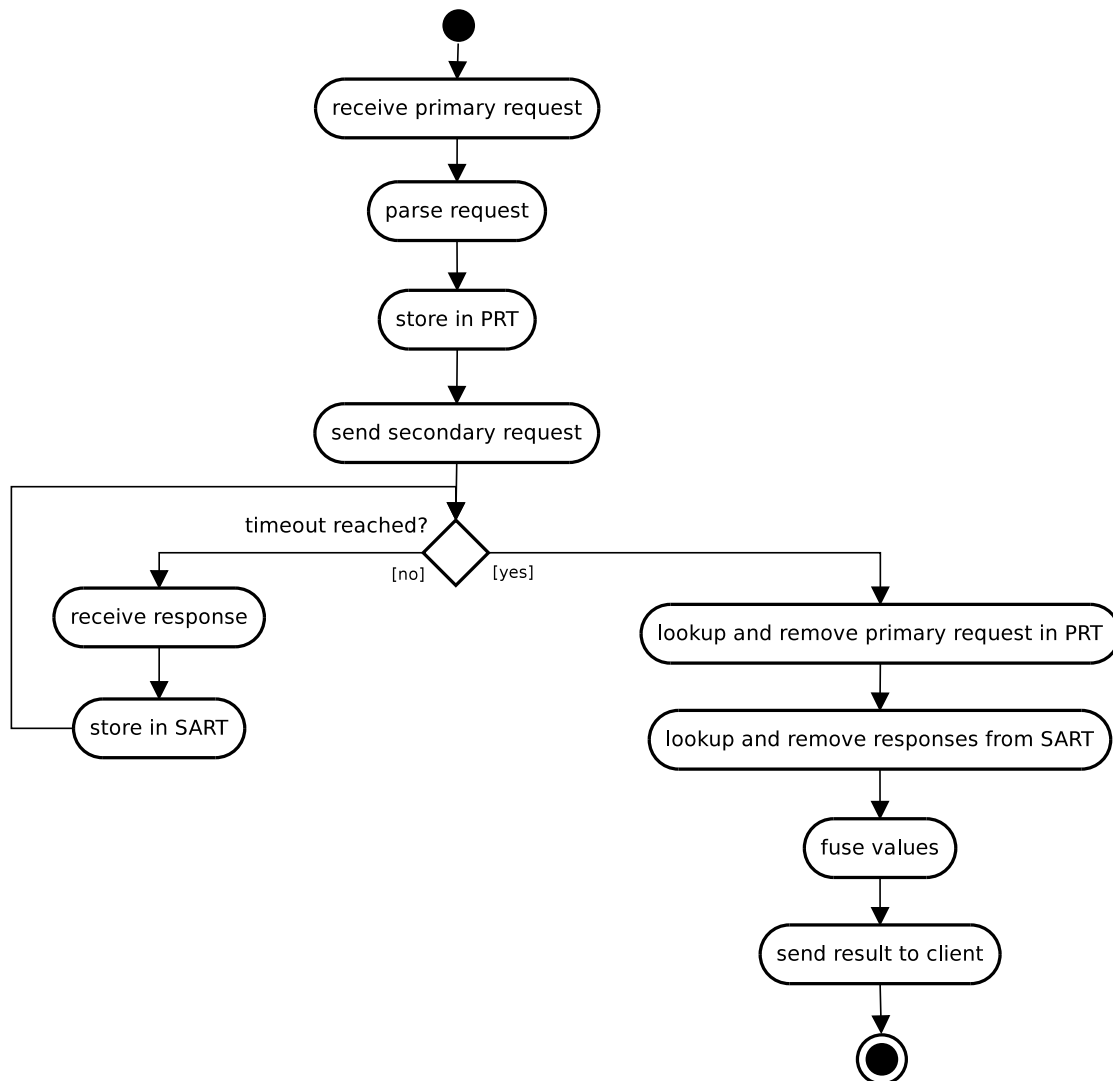 receive primary request
parse request
store in PRT
send secondary request
timeout reached?
[no]
[yes]
receive response
store in SART
lookup and remove primary request in PRT
lookup and remove responses from SART
fuse values
send result to client